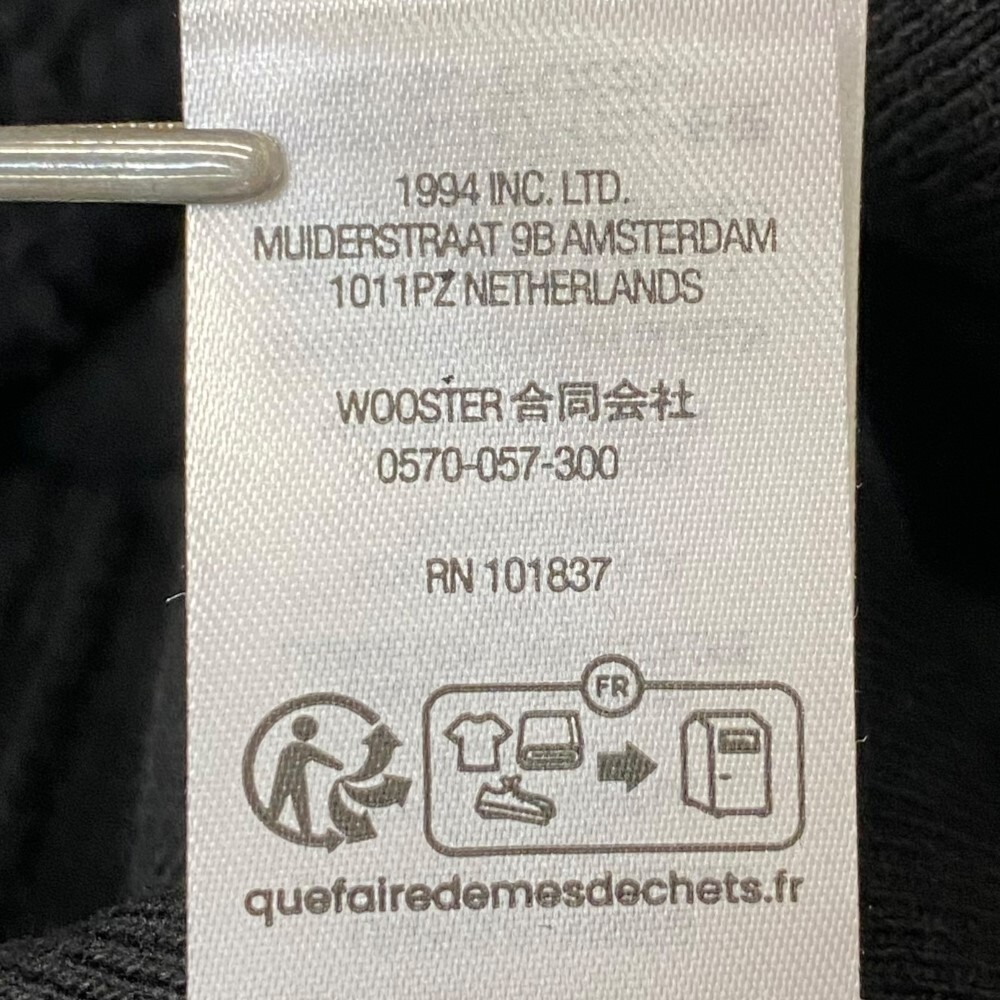 1994 INC. LTD.
MUIDERSTRAAT 9B AMSTERDAM
1011PZ NETHERLANDS
WOOSTER 合同会社
0570-057-300
RN 101837
FR
quefairedemesdechets.fr